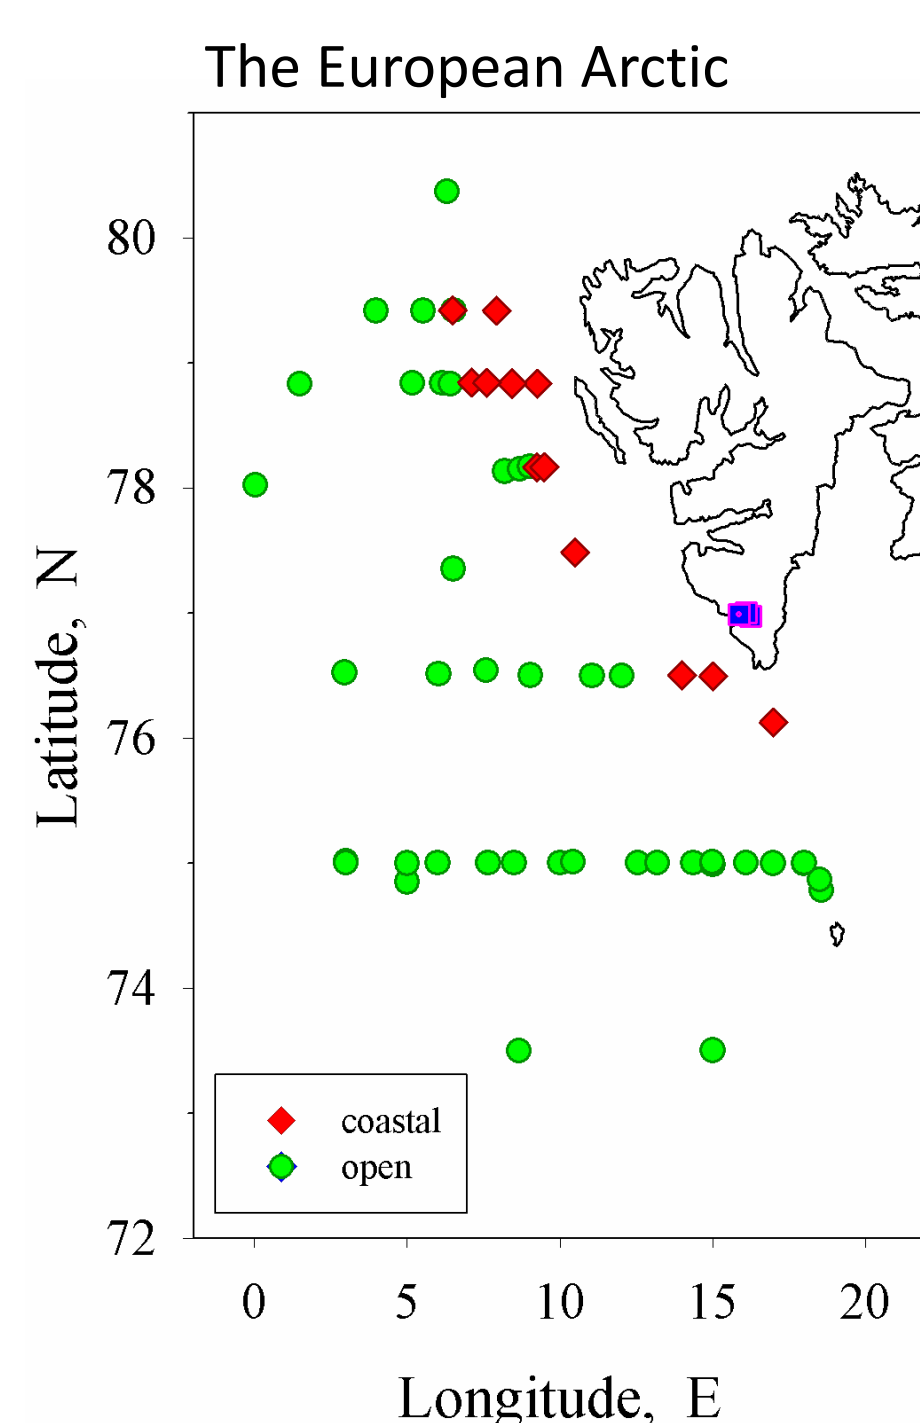 The European Arctic
80
78
76
74
72
Latitude, N
coastal
open
0 5 10 15 20
Longitude, E